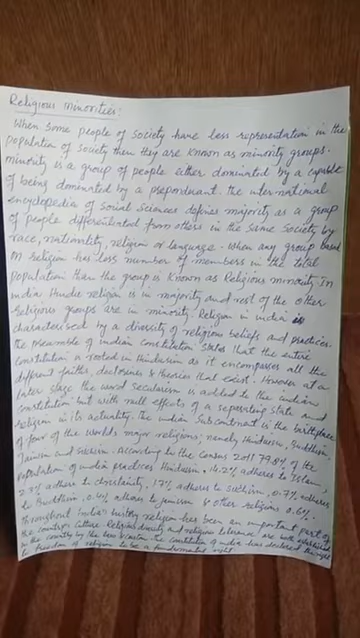 Religious minorities:
When some people of society have less representation in the
population of society then they are known as minority groups.
minority is a group of people either dominated by a capable
of being dominated by a preponderant. the inter-national
encyclopedia of social sciences defines majority as a group
of people differentiated from others in the same society by
race, nationality, religion or language. When any group based
on religion has less number of members in the total
population than the group is known as Religious minority in
india Hindu religion is in majority and rest of the other
religious groups are in minority. Religion in india is
characterised by a diversity of religious beliefs and practices.
the preamble of indian constitution states that the entire
constitution is rooted in Hinduism as it encompasses all the
different faiths, doctrines & theories that exist. However at a
later stage the word secularism is added to the indian
constitution but with null effects of a separating state and
religion in its actuality. The indian Subcontinent is the birthplace
of four of the worlds major religions; namely Hinduism, Buddhism,
Jainism and Sikhism. According to the census 2011 79.8% of the
population of india practices Hinduism. 14.2% adheres to Islam,
2.3% adhere to christianity, 1.7% adheres to sikhism, 0.7% adheres
to Buddhism, 0.4% adheres to jainism & other religions 0.6%.
throughout India's history religion has been an important part of
the country's culture Religious diversity and religious tolerance are both established
in the country by the law & custom the constitution of india has declared the right
to freedom of religion to be a fundamental right